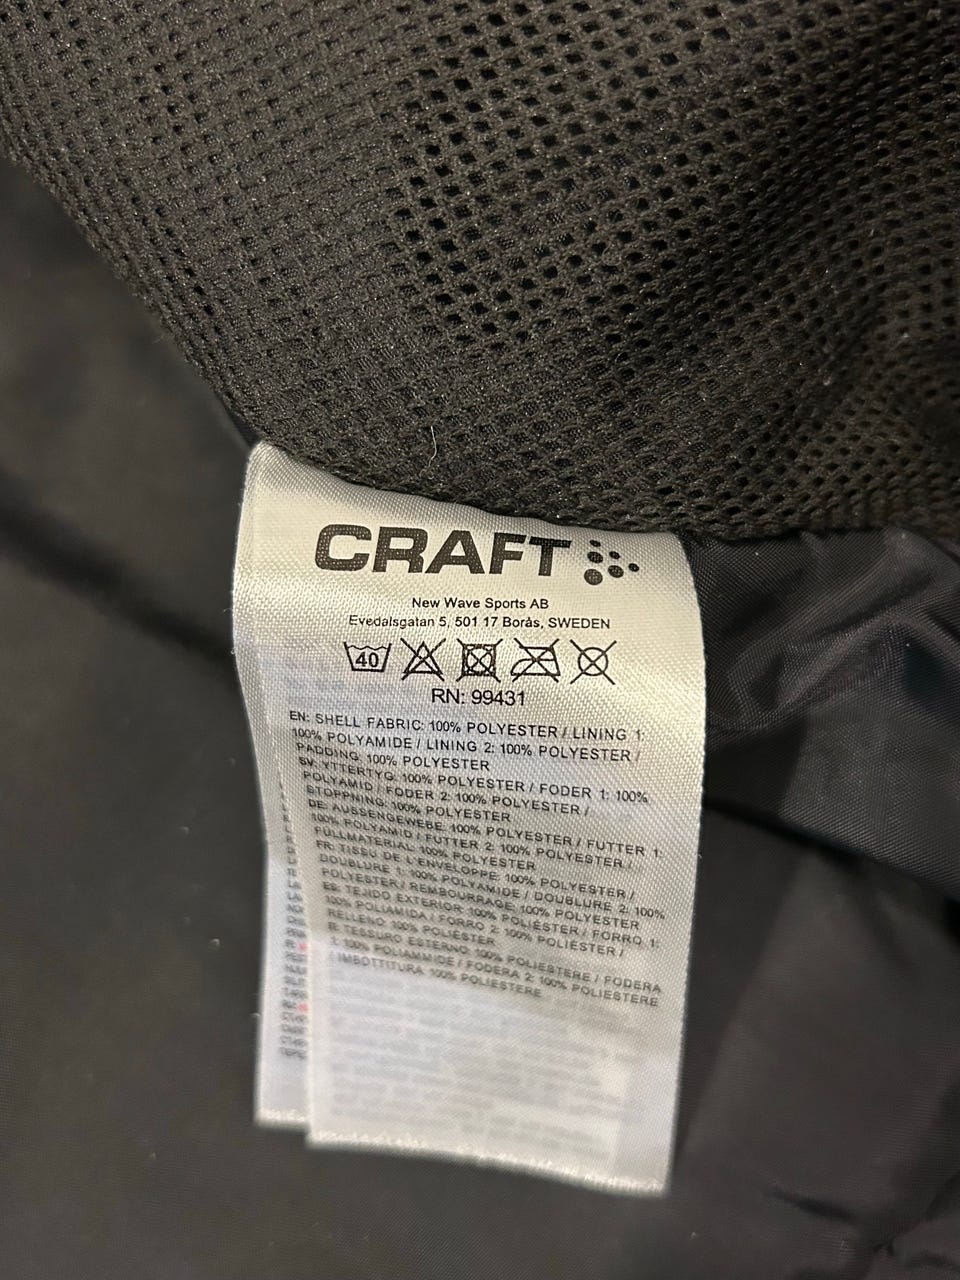 CRAFT
New Wave Sports AB
Evedalsgatan 5, 501 17 Borås, SWEDEN
40
RN: 99431
EN: SHELL FABRIC: 100% POLYESTER / LINING 1:
100% POLYAMIDE / LINING 2: 100% POLYESTER /
PADDING: 100% POLYESTER
SV: YTTERTYG: 100% POLYESTER / FODER 1: 100%
POLYAMID / FODER 2: 100% POLYESTER /
STOPPNING: 100% POLYESTER
DE: AUSSENGEWEBE: 100% POLYESTER / FUTTER 1:
100% POLYAMID / FUTTER 2: 100% POLYESTER /
FÜLLMATERIAL: 100% POLYESTER
FR: TISSU DE L'ENVELOPPE: 100% POLYESTER /
DOUBLURE 1: 100% POLYAMIDE / DOUBLURE 2: 100%
POLYESTER / REMBOURRAGE: 100% POLYESTER
ES: TEJIDO EXTERIOR: 100% POLIÉSTER / FORRO 1:
100% POLIAMIDA / FORRO 2: 100% POLIÉSTER /
RELLENO: 100% POLIÉSTER
IT: TESSURO ESTERNO: 100% POLIESTERE / FODERA
1: 100% POLIAMMIDE / FODERA 2: 100% POLIESTERE
/ IMBOTTITURA: 100% POLIESTERE